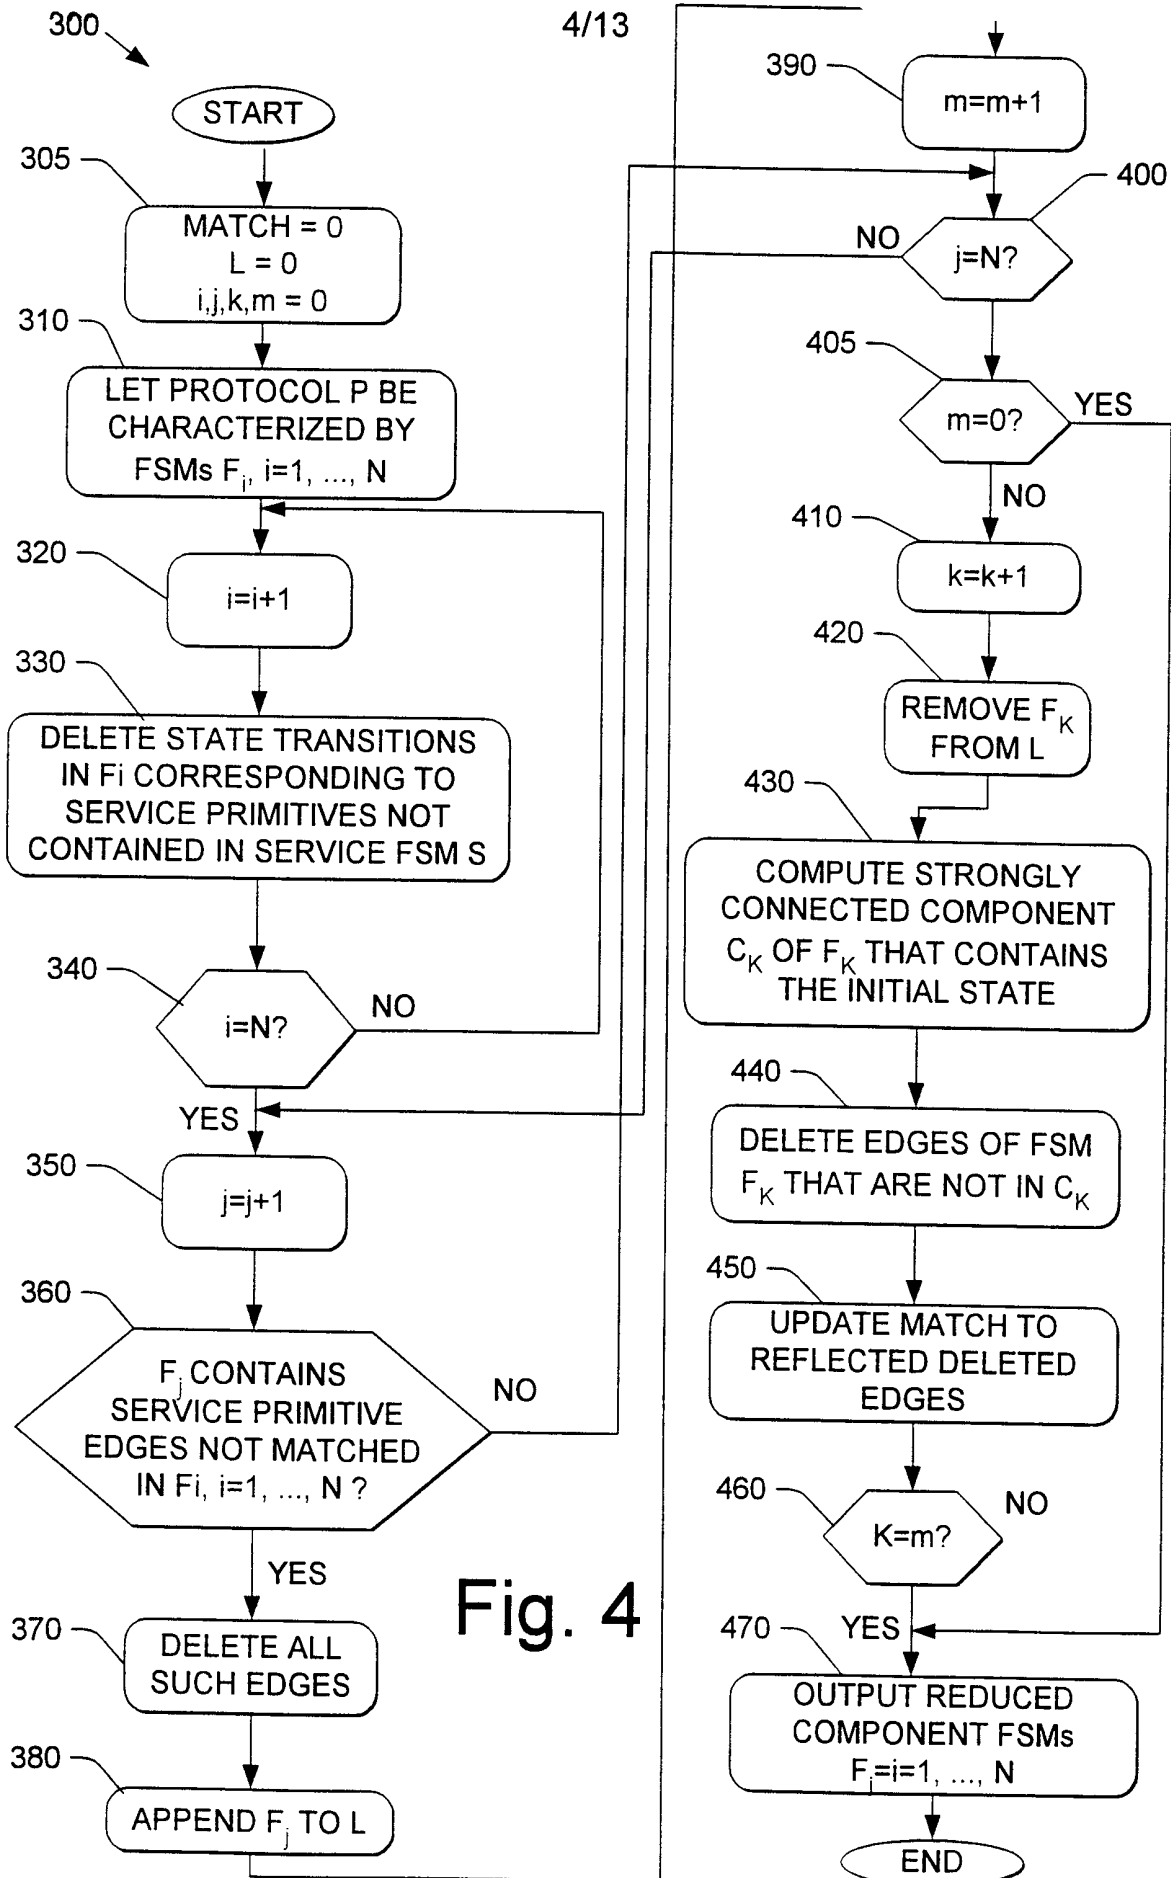 4/13
300
START
305
MATCH = 0
L = 0
i,j,k,m = 0
310
LET PROTOCOL P BE
CHARACTERIZED BY
FSMs Fi, i=1, ..., N
320
i=i+1
330
DELETE STATE TRANSITIONS
IN Fi CORRESPONDING TO
SERVICE PRIMITIVES NOT
CONTAINED IN SERVICE FSM S
340
i=N?
NO
YES
350
j=j+1
360
Fj CONTAINS
SERVICE PRIMITIVE
EDGES NOT MATCHED
IN Fi, i=1, ..., N ?
NO
YES
370
DELETE ALL
SUCH EDGES
380
APPEND Fj TO L
390
m=m+1
400
NO
j=N?
405
m=0?
YES
NO
410
k=k+1
420
REMOVE FK
FROM L
430
COMPUTE STRONGLY
CONNECTED COMPONENT
CK OF FK THAT CONTAINS
THE INITIAL STATE
440
DELETE EDGES OF FSM
FK THAT ARE NOT IN CK
450
UPDATE MATCH TO
REFLECTED DELETED
EDGES
460
K=m?
NO
YES
470
OUTPUT REDUCED
COMPONENT FSMs
Fi=i=1, ..., N
END
Fig. 4